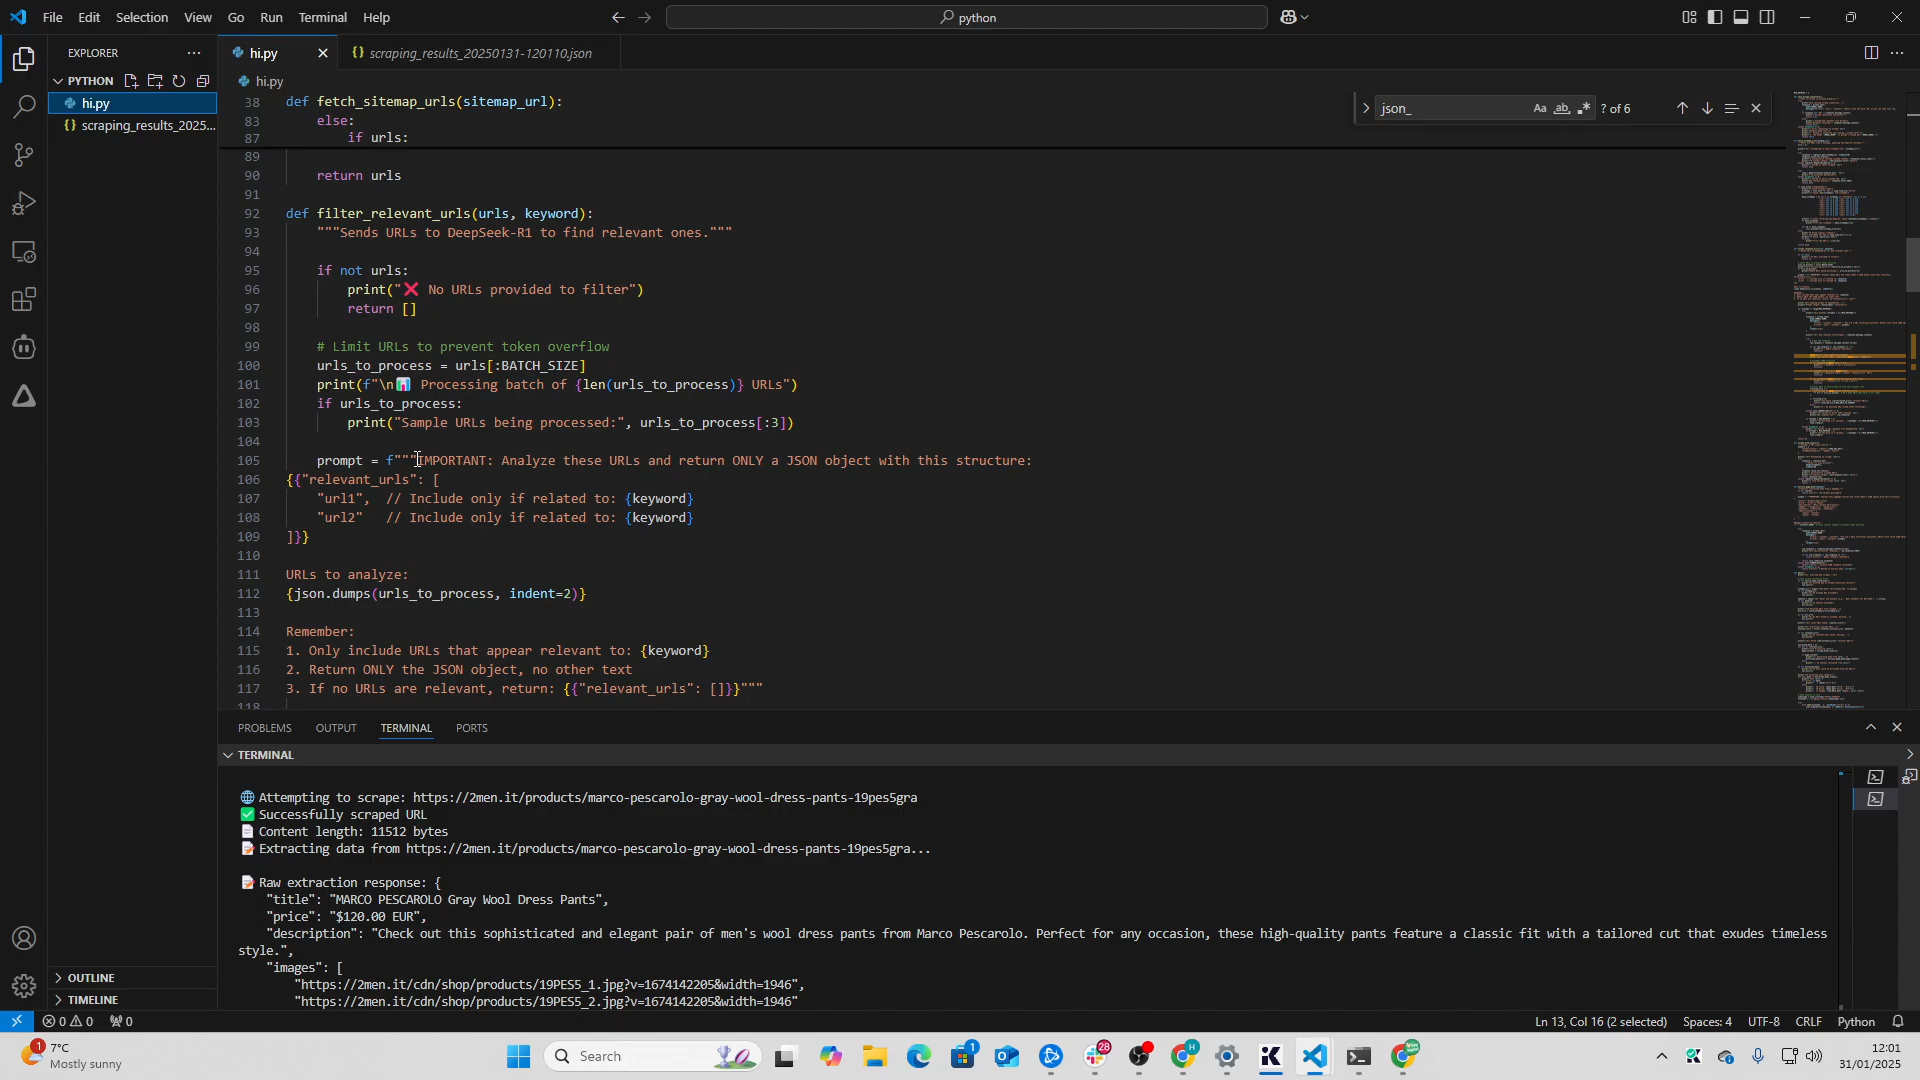 File Edit Selection View Go Run Terminal Help
python
EXPLORER
hi.py
scraping_results_20250131-120110.json
PYTHON
hi.py
hi.py
scraping_results_2025...
json_
Aa ab ? of 6
38 def fetch_sitemap_urls(sitemap_url):
83 else:
87 if urls:
89
90 return urls
91
92 def filter_relevant_urls(urls, keyword):
93 """Sends URLs to DeepSeek-R1 to find relevant ones."""
94
95 if not urls:
96 print("❌ No URLs provided to filter")
97 return []
98
99 # Limit URLs to prevent token overflow
100 urls_to_process = urls[:BATCH_SIZE]
101 print(f"\n📊 Processing batch of {len(urls_to_process)} URLs")
102 if urls_to_process:
103 print("Sample URLs being processed:", urls_to_process[:3])
104
105 prompt = f"""IMPORTANT: Analyze these URLs and return ONLY a JSON object with this structure:
106 {{"relevant_urls": [
107 "url1", // Include only if related to: {keyword}
108 "url2" // Include only if related to: {keyword}
109 ]}}
110
111 URLs to analyze:
112 {json.dumps(urls_to_process, indent=2)}
113
114 Remember:
115 1. Only include URLs that appear relevant to: {keyword}
116 2. Return ONLY the JSON object, no other text
117 3. If no URLs are relevant, return: {{"relevant_urls": []}}"""
118
PROBLEMS OUTPUT TERMINAL PORTS
TERMINAL
🌐 Attempting to scrape: https://2men.it/products/marco-pescarolo-gray-wool-dress-pants-19pes5gra
✅ Successfully scraped URL
📄 Content length: 11512 bytes
📝 Extracting data from https://2men.it/products/marco-pescarolo-gray-wool-dress-pants-19pes5gra...
📝 Raw extraction response: {
"title": "MARCO PESCAROLO Gray Wool Dress Pants",
"price": "$120.00 EUR",
"description": "Check out this sophisticated and elegant pair of men's wool dress pants from Marco Pescarolo. Perfect for any occasion, these high-quality pants feature a classic fit with a tailored cut that exudes timeless
style.",
"images": [
"https://2men.it/cdn/shop/products/19PES5_1.jpg?v=1674142205&width=1946",
"https://2men.it/cdn/shop/products/19PES5_2.jpg?v=1674142205&width=1946"
OUTLINE
TIMELINE
0 0 0
Ln 13, Col 16 (2 selected) Spaces: 4 UTF-8 CRLF Python
1 7°C
Mostly sunny
Search
1
28
12:01
31/01/2025